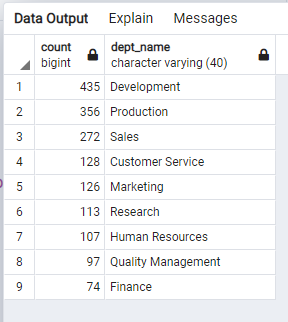 Data Output Explain Messages
count dept_name
bigint character varying (40)
1 435 Development
2 356 Production
3 272 Sales
4 128 Customer Service
5 126 Marketing
6 113 Research
7 107 Human Resources
8 97 Quality Management
9 74 Finance